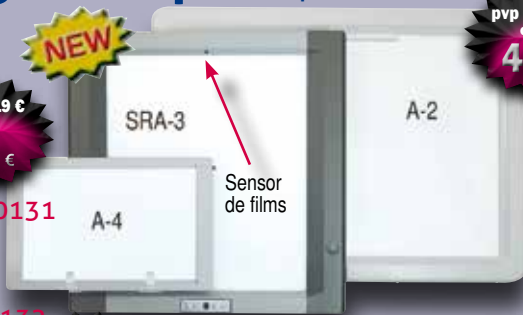 NEW
pvp
4
9 €
€
SRA-3
A-2
Sensor
de films
0131
A-4